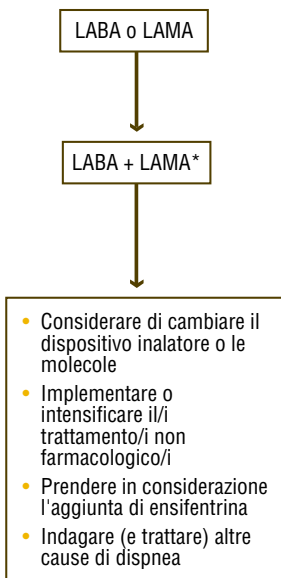 LABA o LAMA
LABA + LAMA*
• Considerare di cambiare il
dispositivo inalatore o le
molecole
• Implementare o
intensificare il/i
trattamento/i non
farmacologico/i
• Prendere in considerazione
l'aggiunta di ensifentrina
• Indagare (e trattare) altre
cause di dispnea